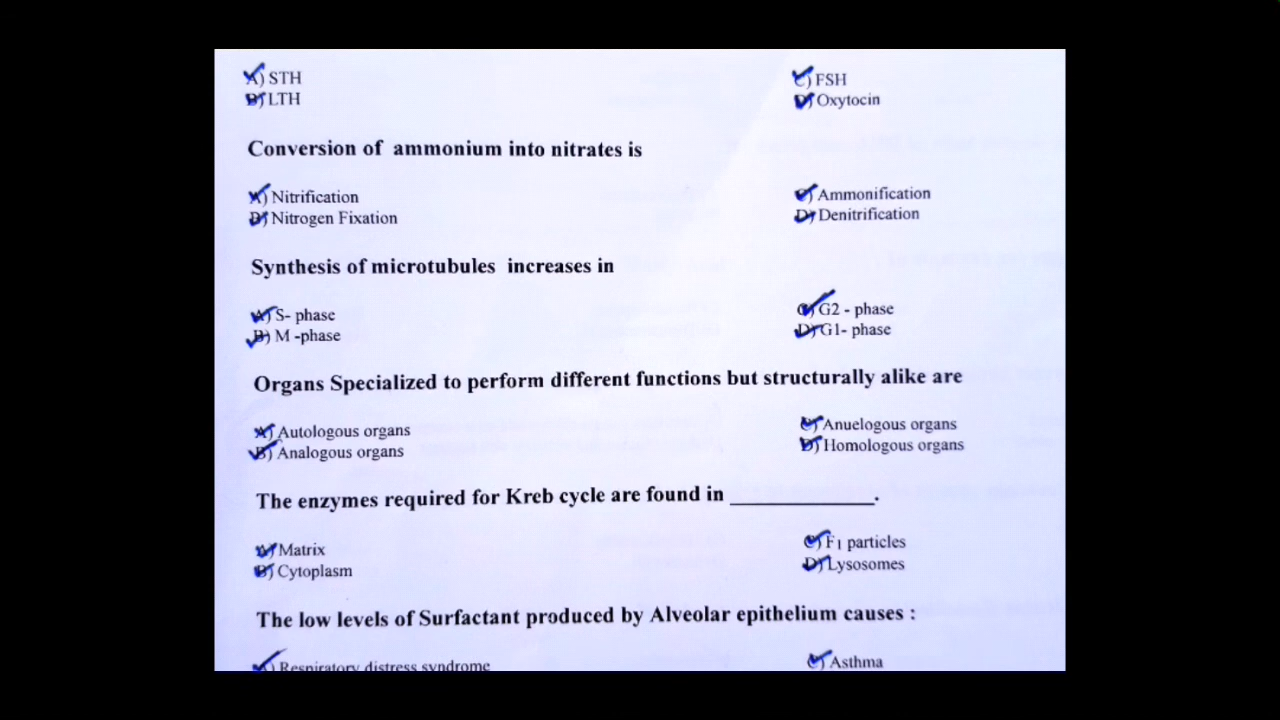 A) STH C) FSH
B) LTH D) Oxytocin
Conversion of ammonium into nitrates is
A) Nitrification C) Ammonification
B) Nitrogen Fixation D) Denitrification
Synthesis of microtubules increases in
A) S- phase C) G2 - phase
B) M -phase D) G1- phase
Organs Specialized to perform different functions but structurally alike are
A) Autologous organs C) Anuelogous organs
B) Analogous organs D) Homologous organs
The enzymes required for Kreb cycle are found in _____________.
A) Matrix C) F1 particles
B) Cytoplasm D) Lysosomes
The low levels of Surfactant produced by Alveolar epithelium causes :
A) Respiratory distress syndrome C) Asthma